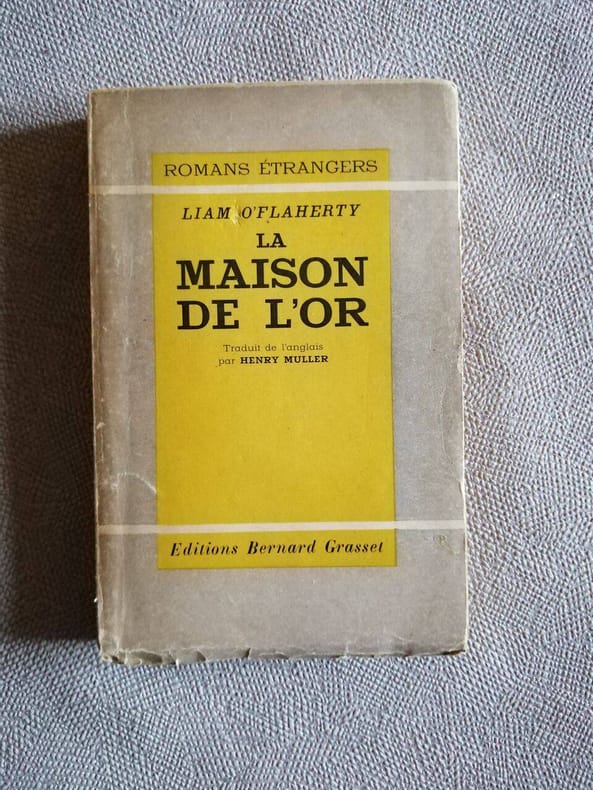 ROMANS ÉTRANGERS
LIAM O'FLAHERTY
LA
MAISON
DE L'OR
Traduit de l'anglais
par HENRY MULLER
Editions Bernard Grasset